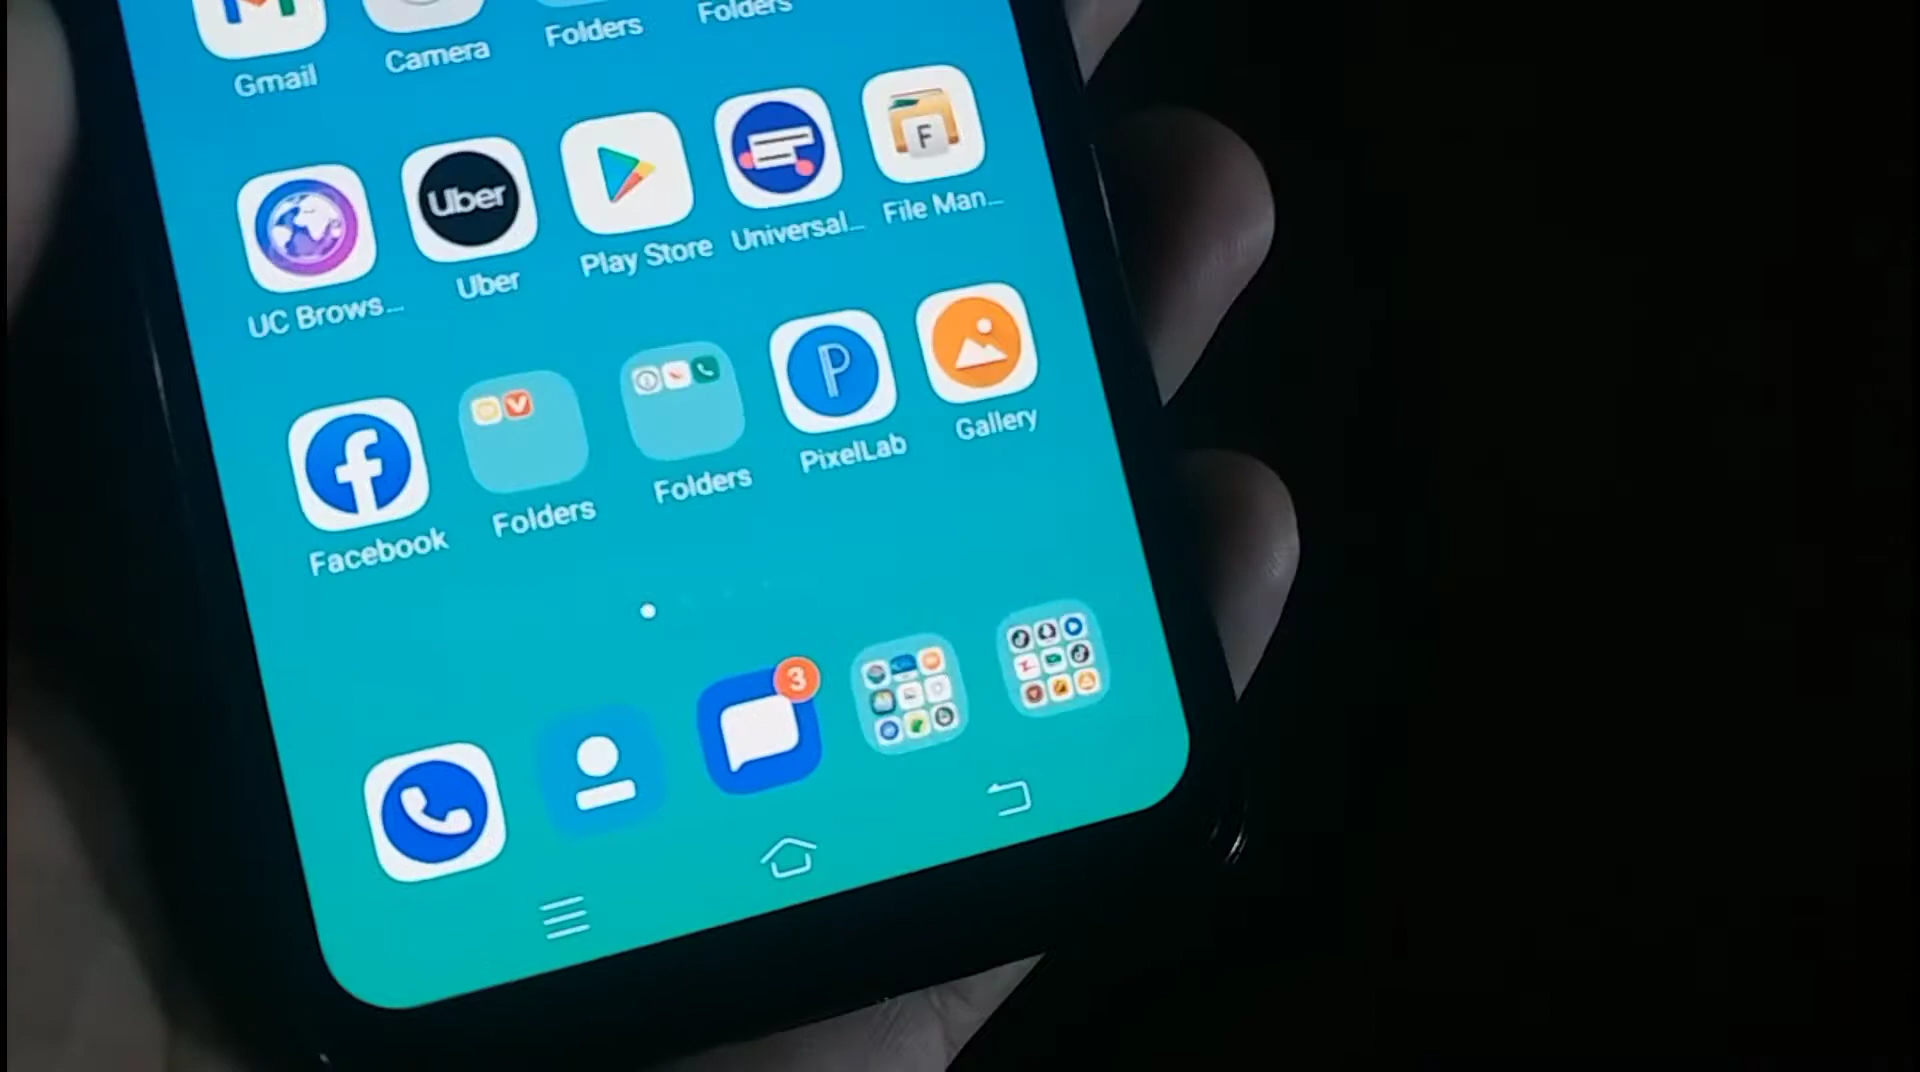 Gmail
Camera
Folders
Folders
Uber
UC Brows...
Uber
Play Store
Universal...
F
File Man...
Facebook
Folders
Folders
P
PixelLab
Gallery
3